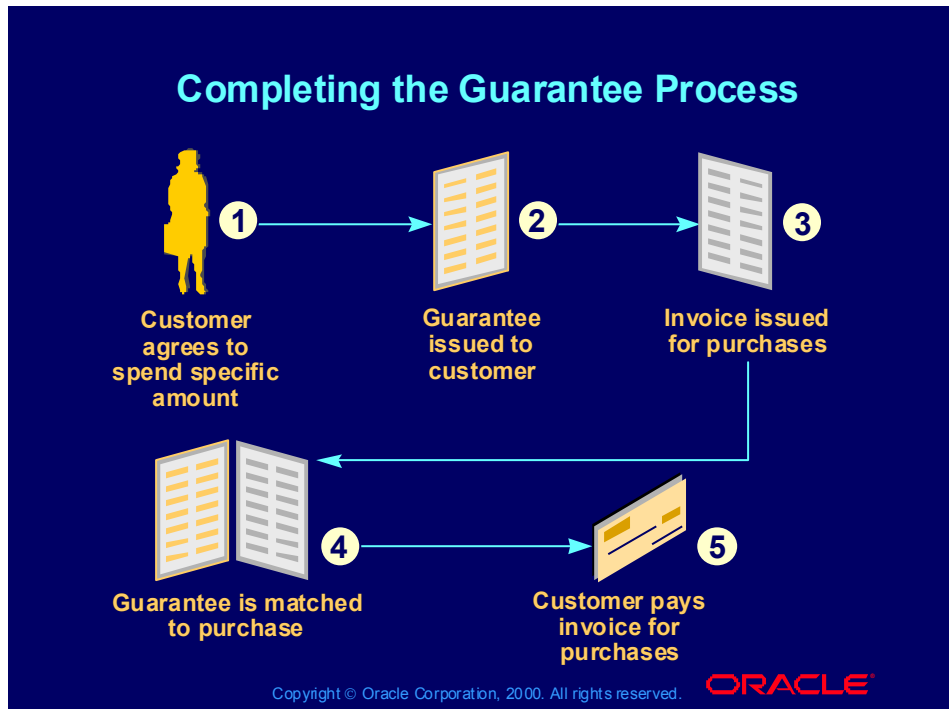 Completing the Guarantee Process
1
2
3
Customer
agrees to
spend specific
amount
Guarantee
issued to
customer
Invoice issued
for purchases
4
5
Guarantee is matched
to purchase
Customer pays
invoice for
purchases
Copyright © Oracle Corporation, 2000. All rights reserved.
ORACLE®